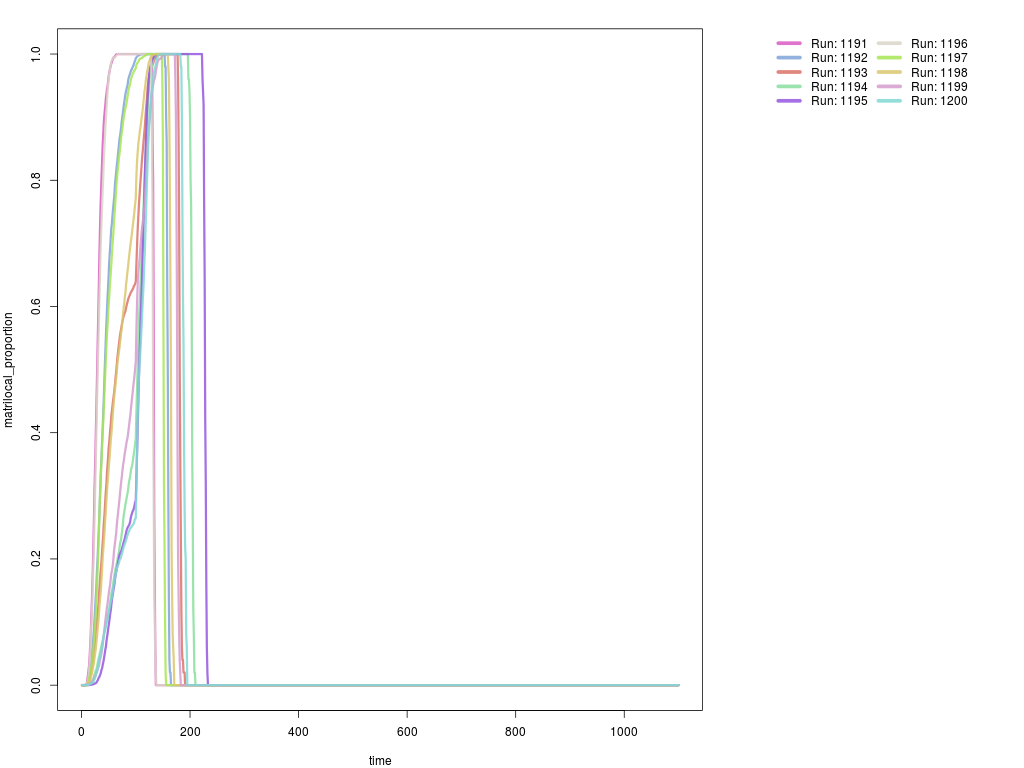 Run: 1191
Run: 1192
Run: 1193
Run: 1194
Run: 1195
Run: 1196
Run: 1197
Run: 1198
Run: 1199
Run: 1200
matrilocal_proportion
1.0
0.8
0.6
0.4
0.2
0.0
0 200 400 600 800 1000
time